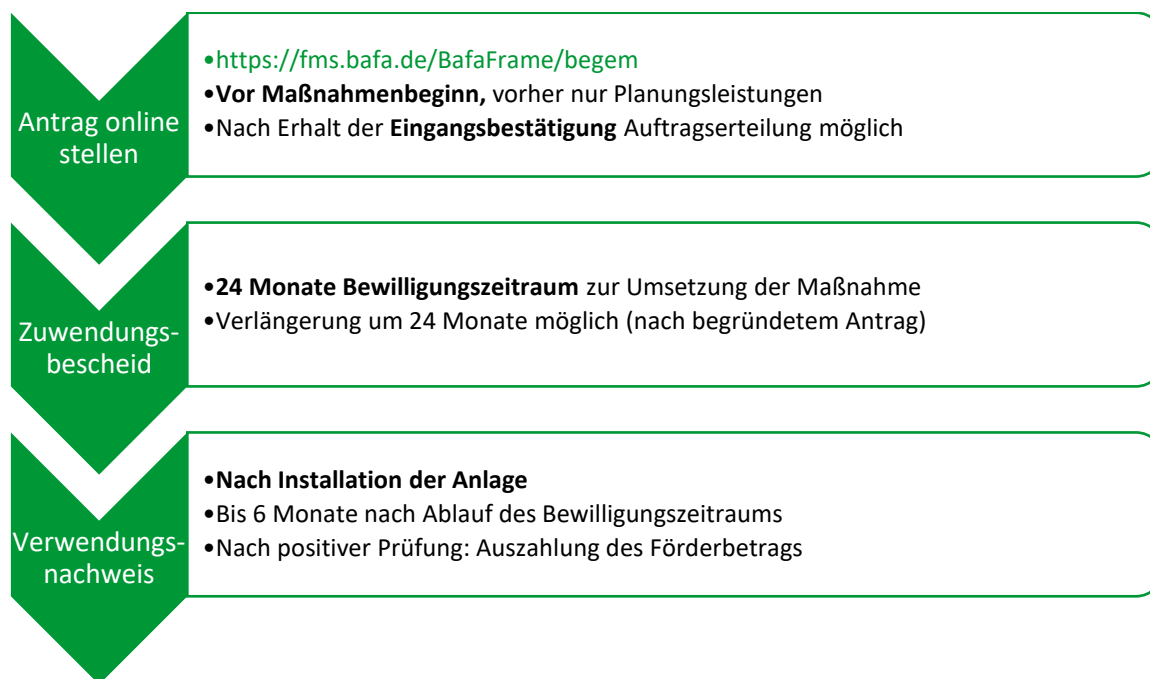 Antrag online
stellen
•https://fms.bafa.de/BafaFrame/begem
•Vor Maßnahmenbeginn, vorher nur Planungsleistungen
•Nach Erhalt der Eingangsbestätigung Auftragserteilung möglich
Zuwendungs-
bescheid
•24 Monate Bewilligungszeitraum zur Umsetzung der Maßnahme
•Verlängerung um 24 Monate möglich (nach begründetem Antrag)
Verwendungs-
nachweis
•Nach Installation der Anlage
•Bis 6 Monate nach Ablauf des Bewilligungszeitraums
•Nach positiver Prüfung: Auszahlung des Förderbetrags